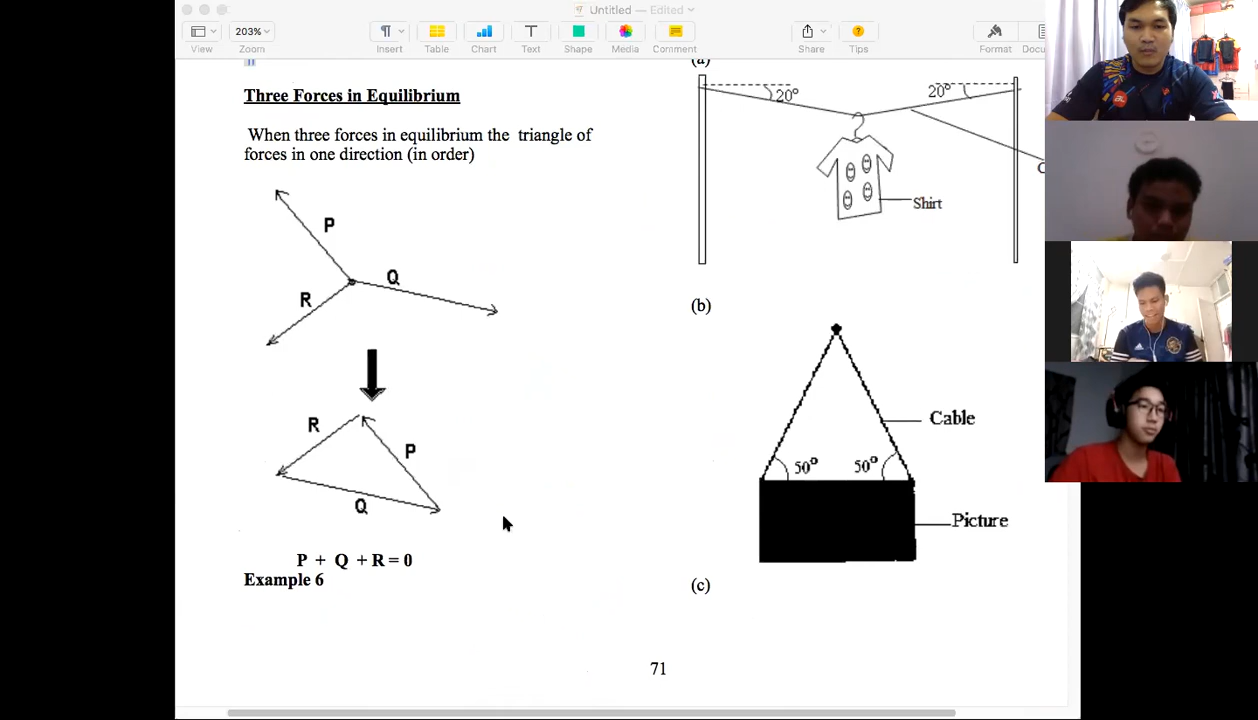 Untitled — Edited
203%
View
Zoom
Insert
Table
Chart
Text
Shape
Media
Comment
Share
Tips
Format
Three Forces in Equilibrium
When three forces in equilibrium the triangle of
forces in one direction (in order)
P
Q
R
R
P
Q
P + Q + R = 0
Example 6
(a)
20°
20°
Shirt
(b)
Cable
50°
50°
Picture
(c)
71